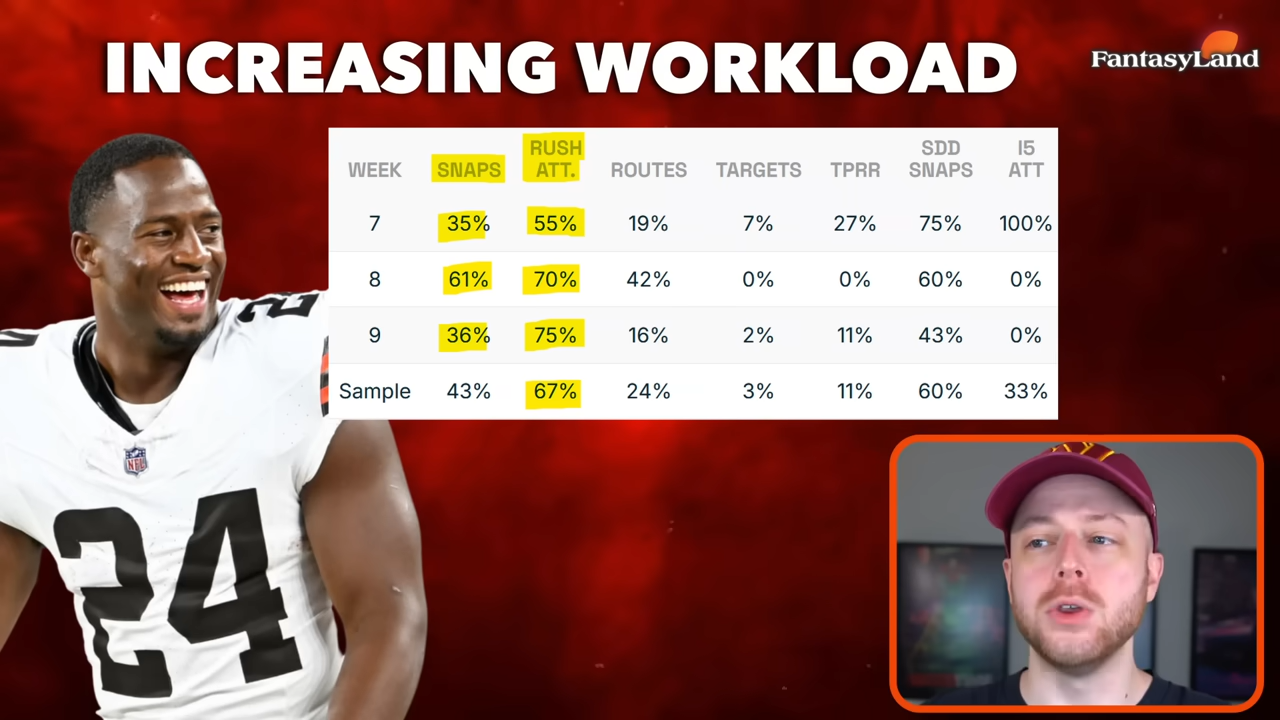 INCREASING WORKLOAD
FantasyLand
WEEK SNAPS RUSH ATT. ROUTES TARGETS TPRR SDD SNAPS I5 ATT
7 35% 55% 19% 7% 27% 75% 100%
8 61% 70% 42% 0% 0% 60% 0%
9 36% 75% 16% 2% 11% 43% 0%
Sample 43% 67% 24% 3% 11% 60% 33%
NFL
24